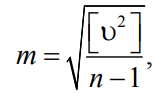 m = √([υ²] / (n − 1)),